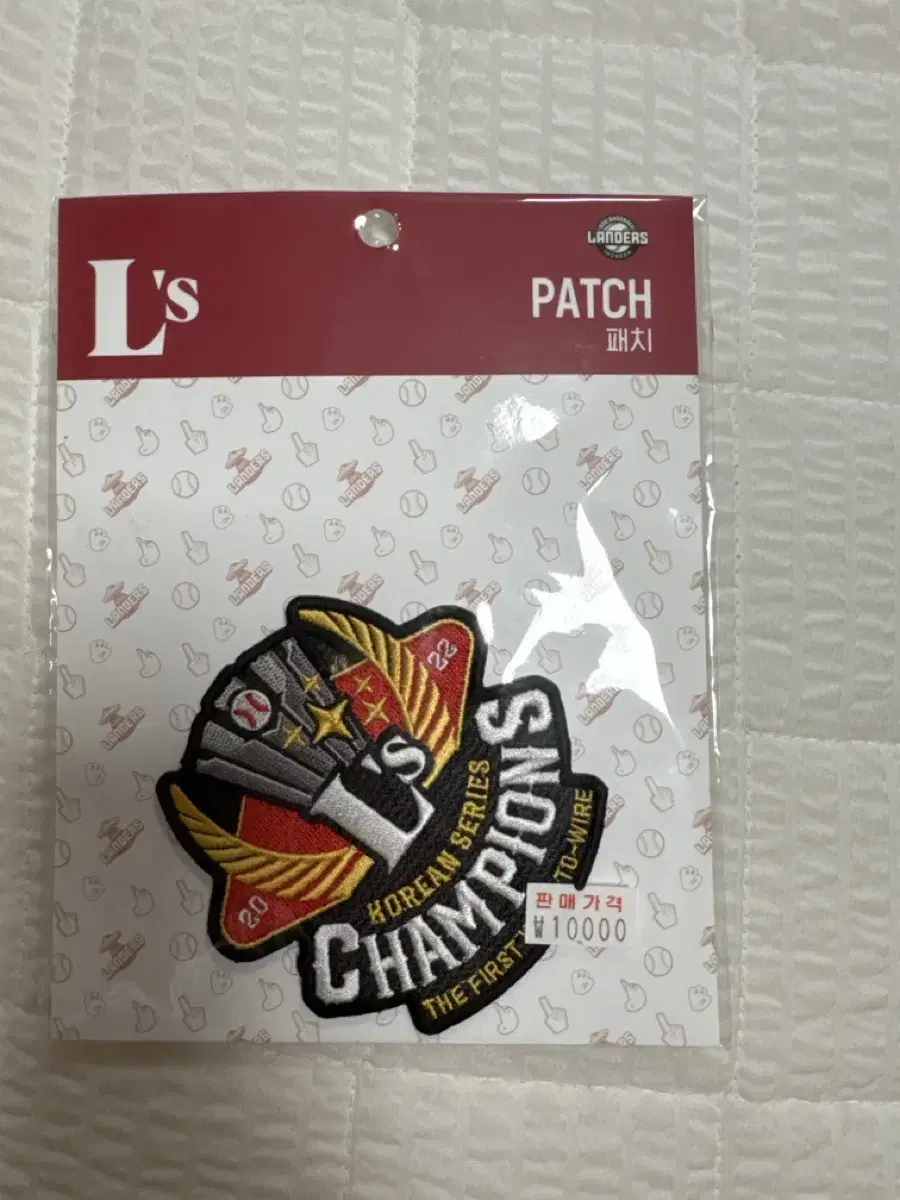 L's
LANDERS
PATCH
패치
20
22
L's
KOREAN SERIES
CHAMPIONS
THE FIRST
TO-WIRE
판매가격
₩10000